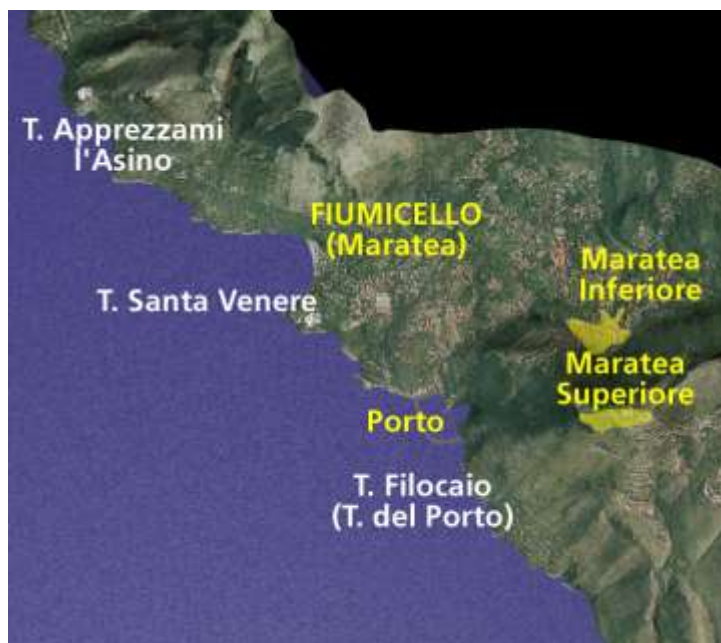 T. Apprezzami
l'Asino
FIUMICELLO
(Maratea)
Maratea
Inferiore
T. Santa Venere
Maratea
Superiore
Porto
T. Filocaio
(T. del Porto)